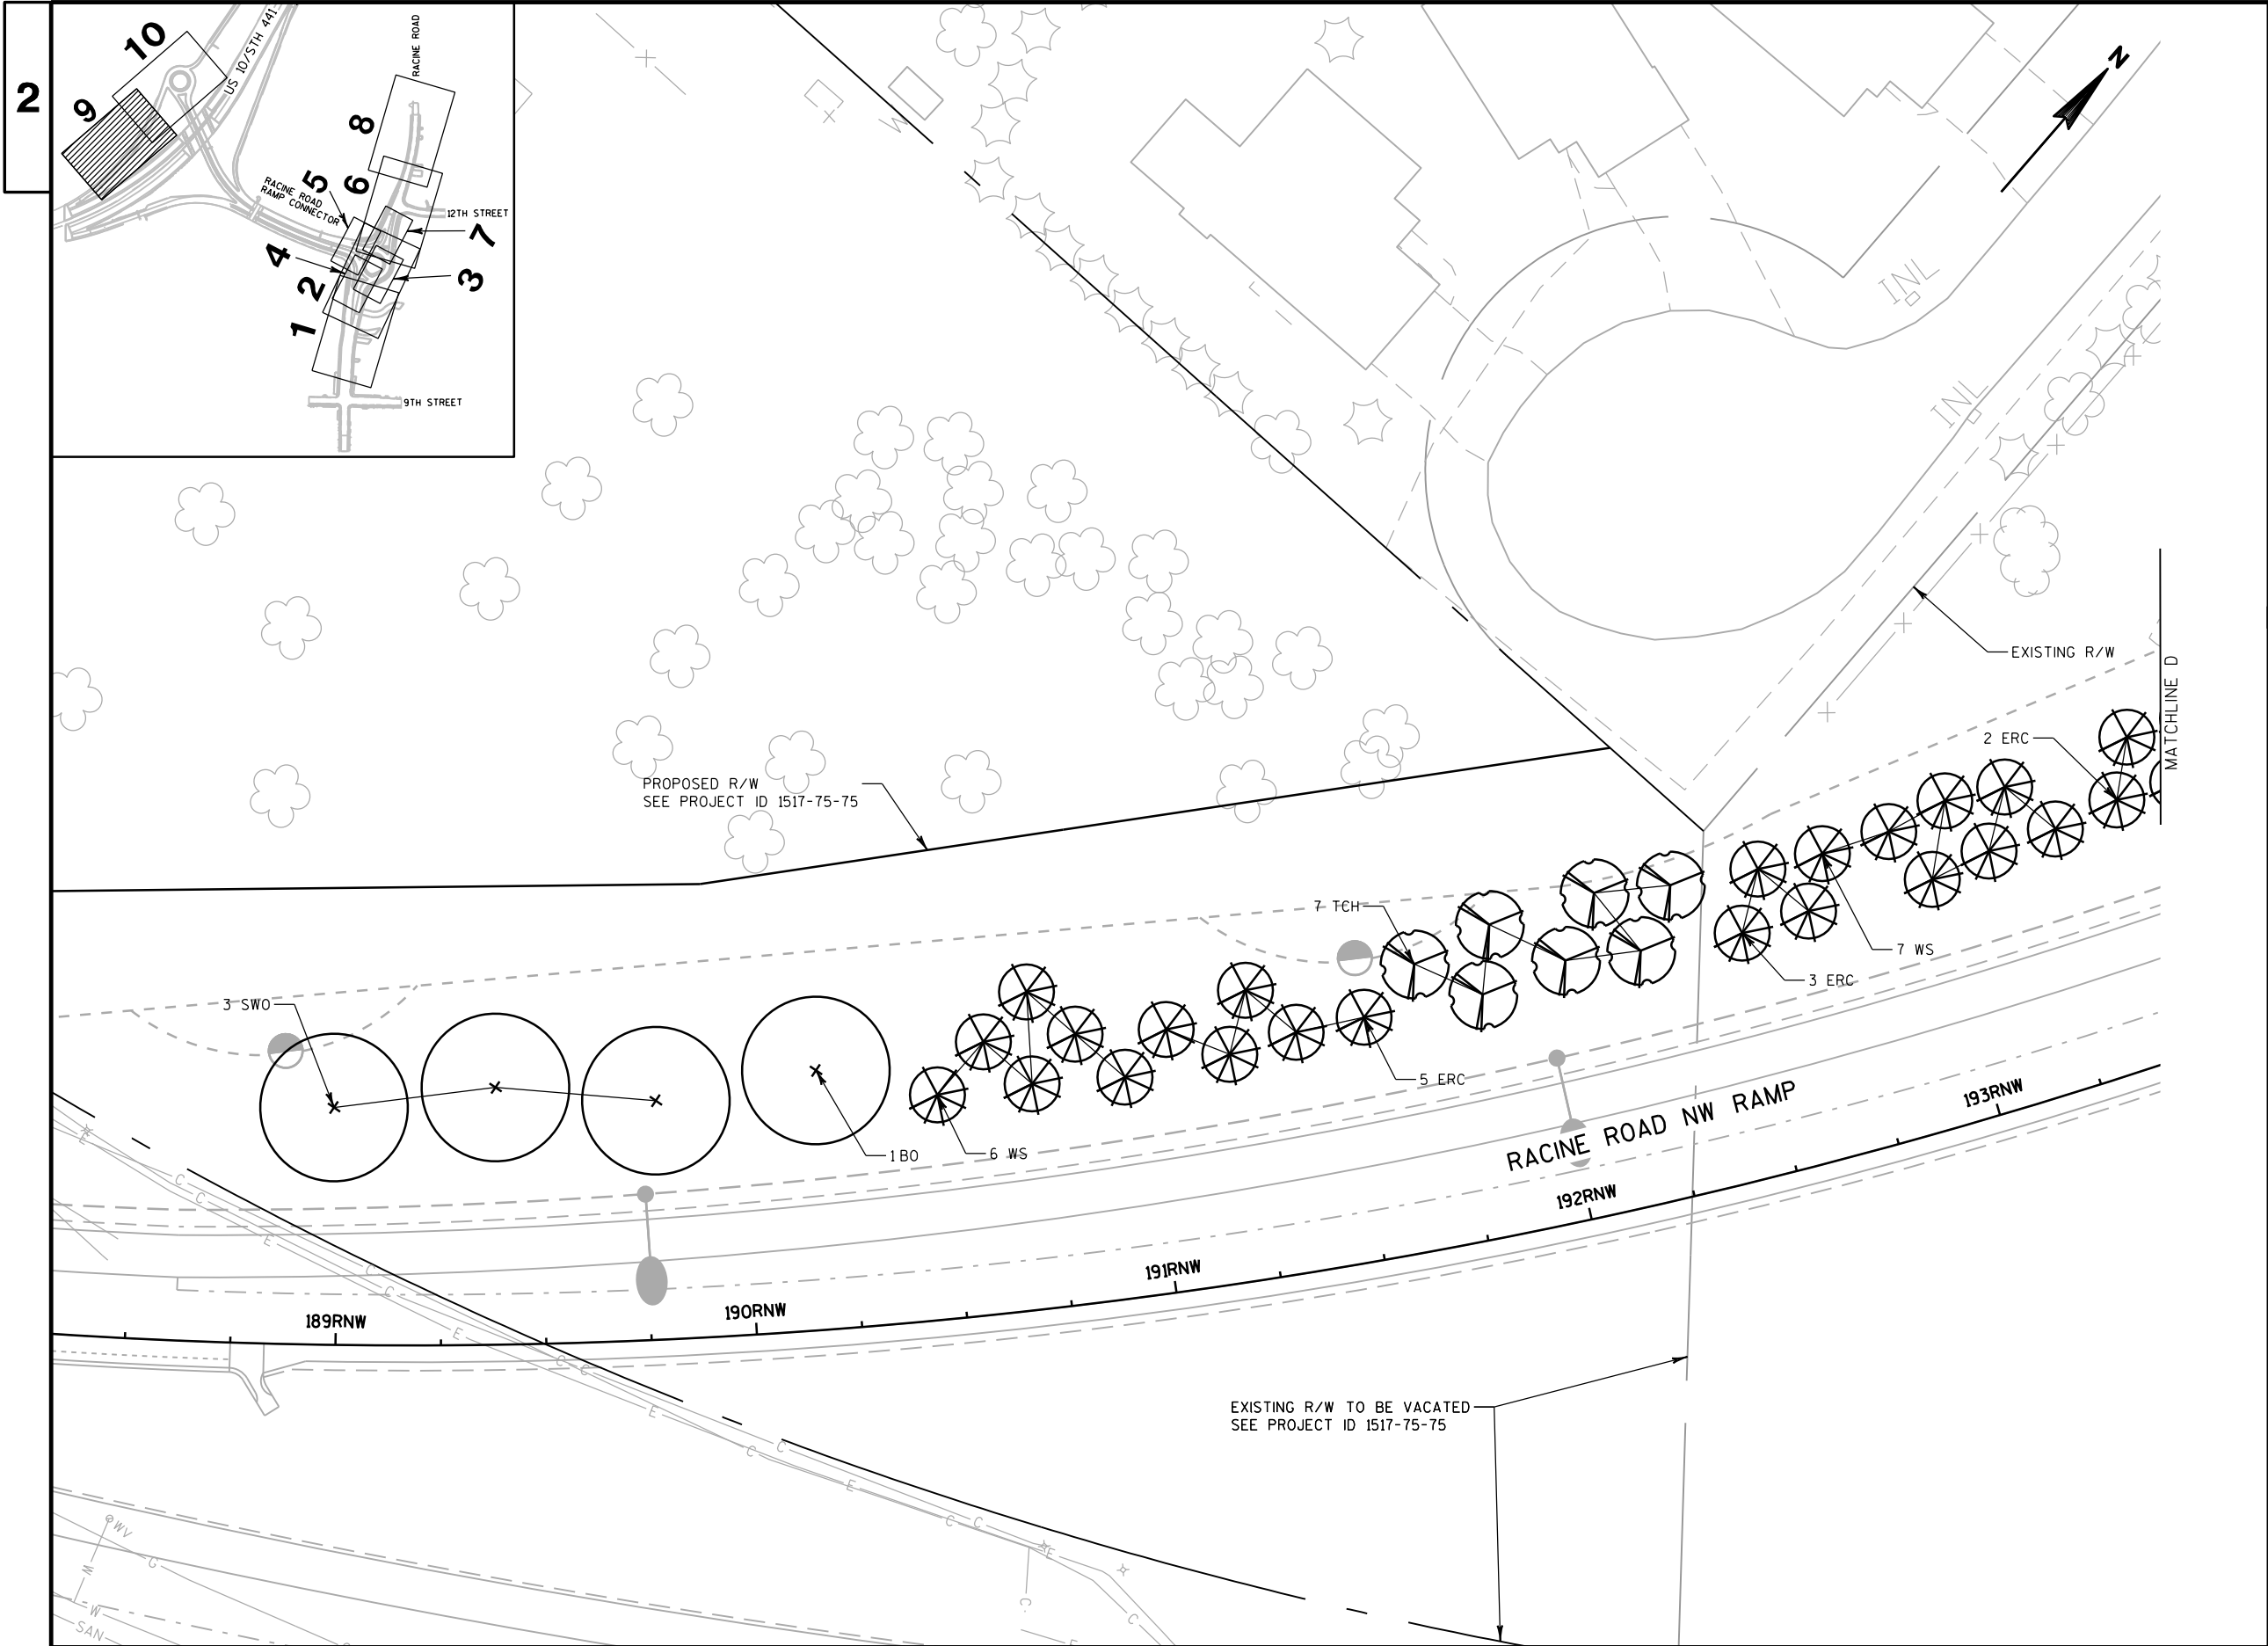 2
10
US 10/STH 441
RACINE ROAD
9
8
RACINE ROAD
RAMP CONNECTOR
5
6
12TH STREET
7
4
3
2
1
9TH STREET
N
W
INL
INL
EXISTING R/W
MATCHLINE D
2 ERC
PROPOSED R/W
SEE PROJECT ID 1517-75-75
7 TCH
7 WS
3 ERC
3 SWO
5 ERC
1 BO
6 WS
RACINE ROAD NW RAMP
193RNW
192RNW
191RNW
190RNW
189RNW
E
C
C
E
C
C
E
C
C
E
C
C
E
C
C
E
C
C
E
EXISTING R/W TO BE VACATED
SEE PROJECT ID 1517-75-75
WV
G
W
W
SAN